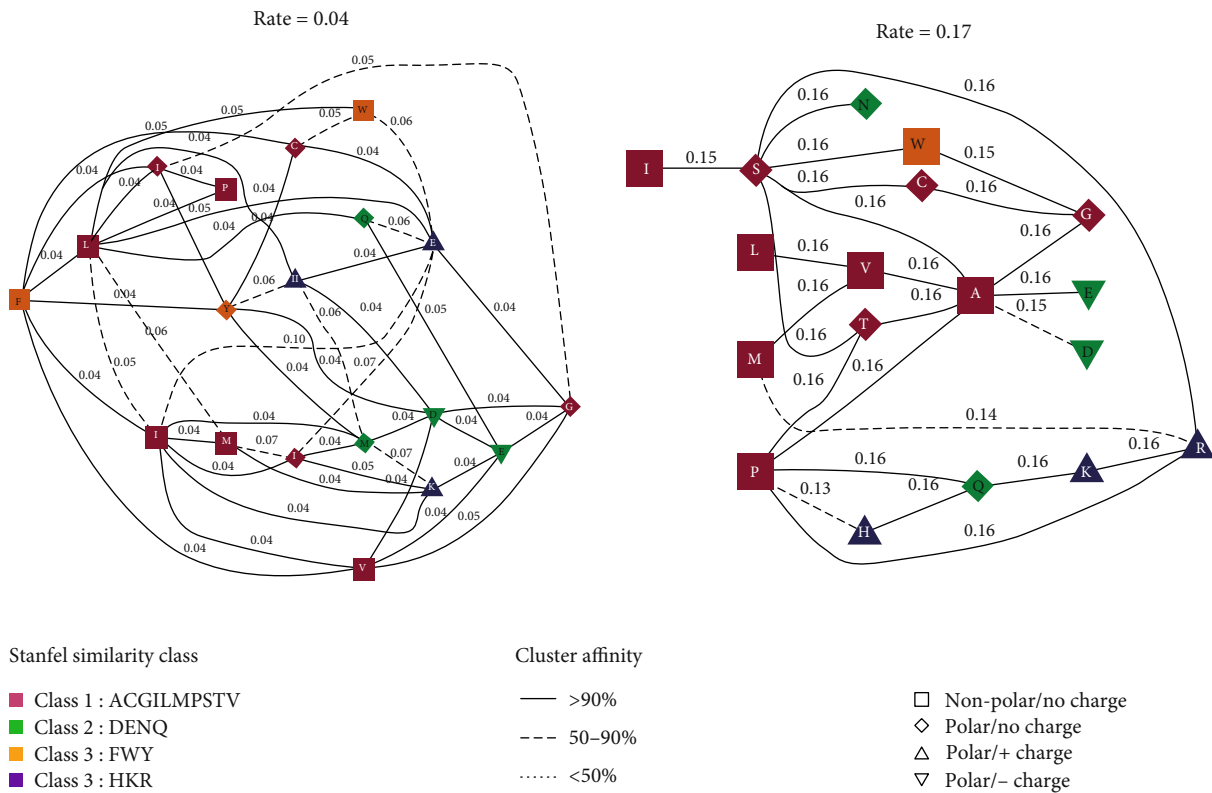 Rate = 0.04
Rate = 0.17
0.05
0.05
W
0.05
0.06
0.05
0.04
C
0.04
0.04
I
0.04
0.04
0.04
P
0.04
0.04
0.05
0.04
0.04
Q
0.06
L
E
0.04
0.04
H
0.06
F
0.04
Y
0.06
0.04
0.05
0.04
0.06
0.10
0.05
0.04
0.07
0.04
0.04
0.04
G
0.04
0.04
D
0.04
0.04
I
0.04
M
0.07
0.04
M
0.07
E
0.04
I
0.05
0.04
0.04
K
0.04
0.04
0.05
0.04
0.04
V
0.16
0.16
N
0.16
W
0.15
I
0.15
S
0.16
C
0.16
0.16
G
0.16
L
0.16
V
0.16
0.16
0.16
A
0.16
E
0.15
0.16
T
D
M
0.16
0.16
0.14
0.16
R
P
0.16
0.16
K
0.13
0.16
Q
H
0.16
Stanfel similarity class
Class 1 : ACGILMPSTV
Class 2 : DENQ
Class 3 : FWY
Class 3 : HKR
Cluster affinity
>90%
50–90%
<50%
Non-polar/no charge
Polar/no charge
Polar/+ charge
Polar/– charge